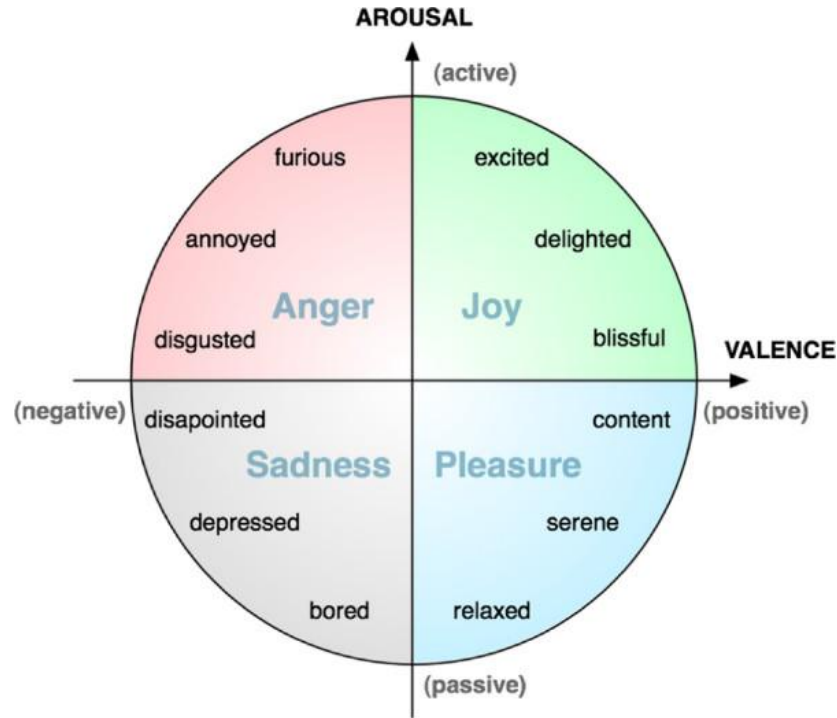 AROUSAL
(active)
furious
excited
annoyed
delighted
Anger
Joy
disgusted
blissful
VALENCE
(negative)
(positive)
disapointed
content
Sadness
Pleasure
depressed
serene
bored
relaxed
(passive)